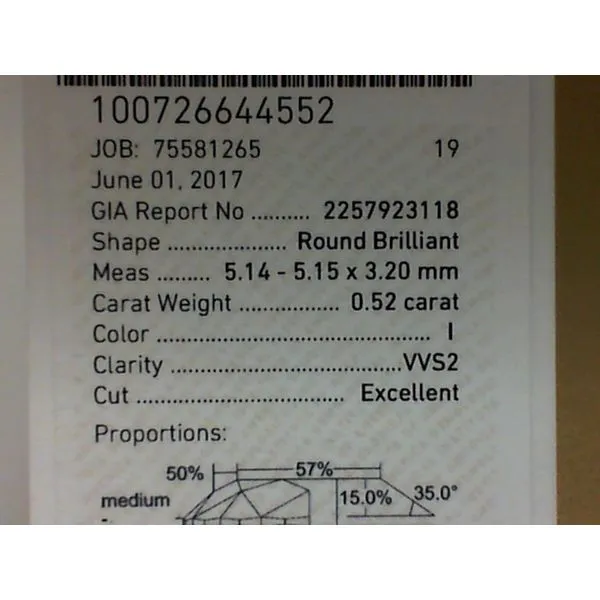 100726644552
JOB: 75581265 19
June 01, 2017
GIA Report No .......... 2257923118
Shape .................. Round Brilliant
Meas ......... 5.14 - 5.15 x 3.20 mm
Carat Weight ............... 0.52 carat
Color ........................................ I
Clarity ..................................VVS2
Cut ............................... Excellent
Proportions:
50% 57%
medium 15.0% 35.0°